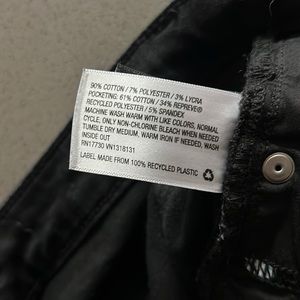 90% COTTON / 7% POLYESTER / 3% LYCRA
POCKETING: 61% COTTON / 34% REPREVE®
RECYCLED POLYESTER / 5% SPANDEX
MACHINE WASH WARM WITH LIKE COLORS, NORMAL
CYCLE, ONLY NON-CHLORINE BLEACH WHEN NEEDED
TUMBLE DRY MEDIUM, WARM IRON IF NEEDED, WASH
INSIDE OUT
RN17730 VN1318131
LABEL MADE FROM 100% RECYCLED PLASTIC